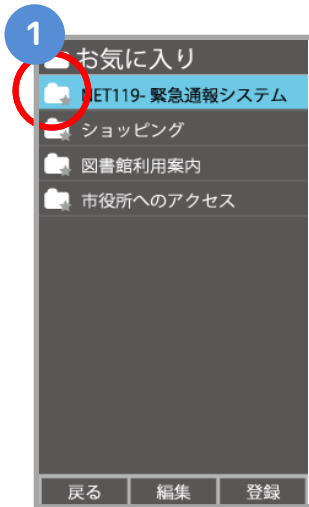 1
お気に入り
NET119- 緊急通報システム
ショッピング
図書館利用案内
市役所へのアクセス
戻る 編集 登録